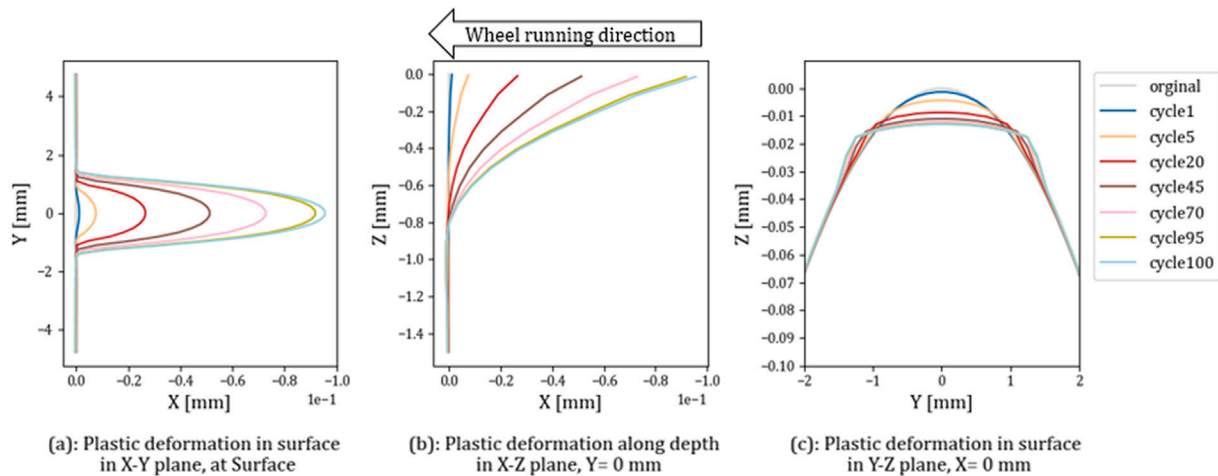 Wheel running direction
4
2
0
−2
−4
Y [mm]
0.0
−0.2
−0.4
−0.6
−0.8
−1.0
1e−1
X [mm]
0.0
−0.2
−0.4
−0.6
−0.8
−1.0
−1.2
−1.4
Z [mm]
0.0
−0.2
−0.4
−0.6
−0.8
−1.0
1e−1
X [mm]
0.00
−0.01
−0.02
−0.03
−0.04
−0.05
−0.06
−0.07
−0.08
−0.09
−0.10
Z [mm]
−2
−1
0
1
2
Y [mm]
orginal
cycle1
cycle5
cycle20
cycle45
cycle70
cycle95
cycle100
(a): Plastic deformation in surface
in X-Y plane, at Surface
(b): Plastic deformation along depth
in X-Z plane, Y= 0 mm
(c): Plastic deformation in surface
in Y-Z plane, X= 0 mm